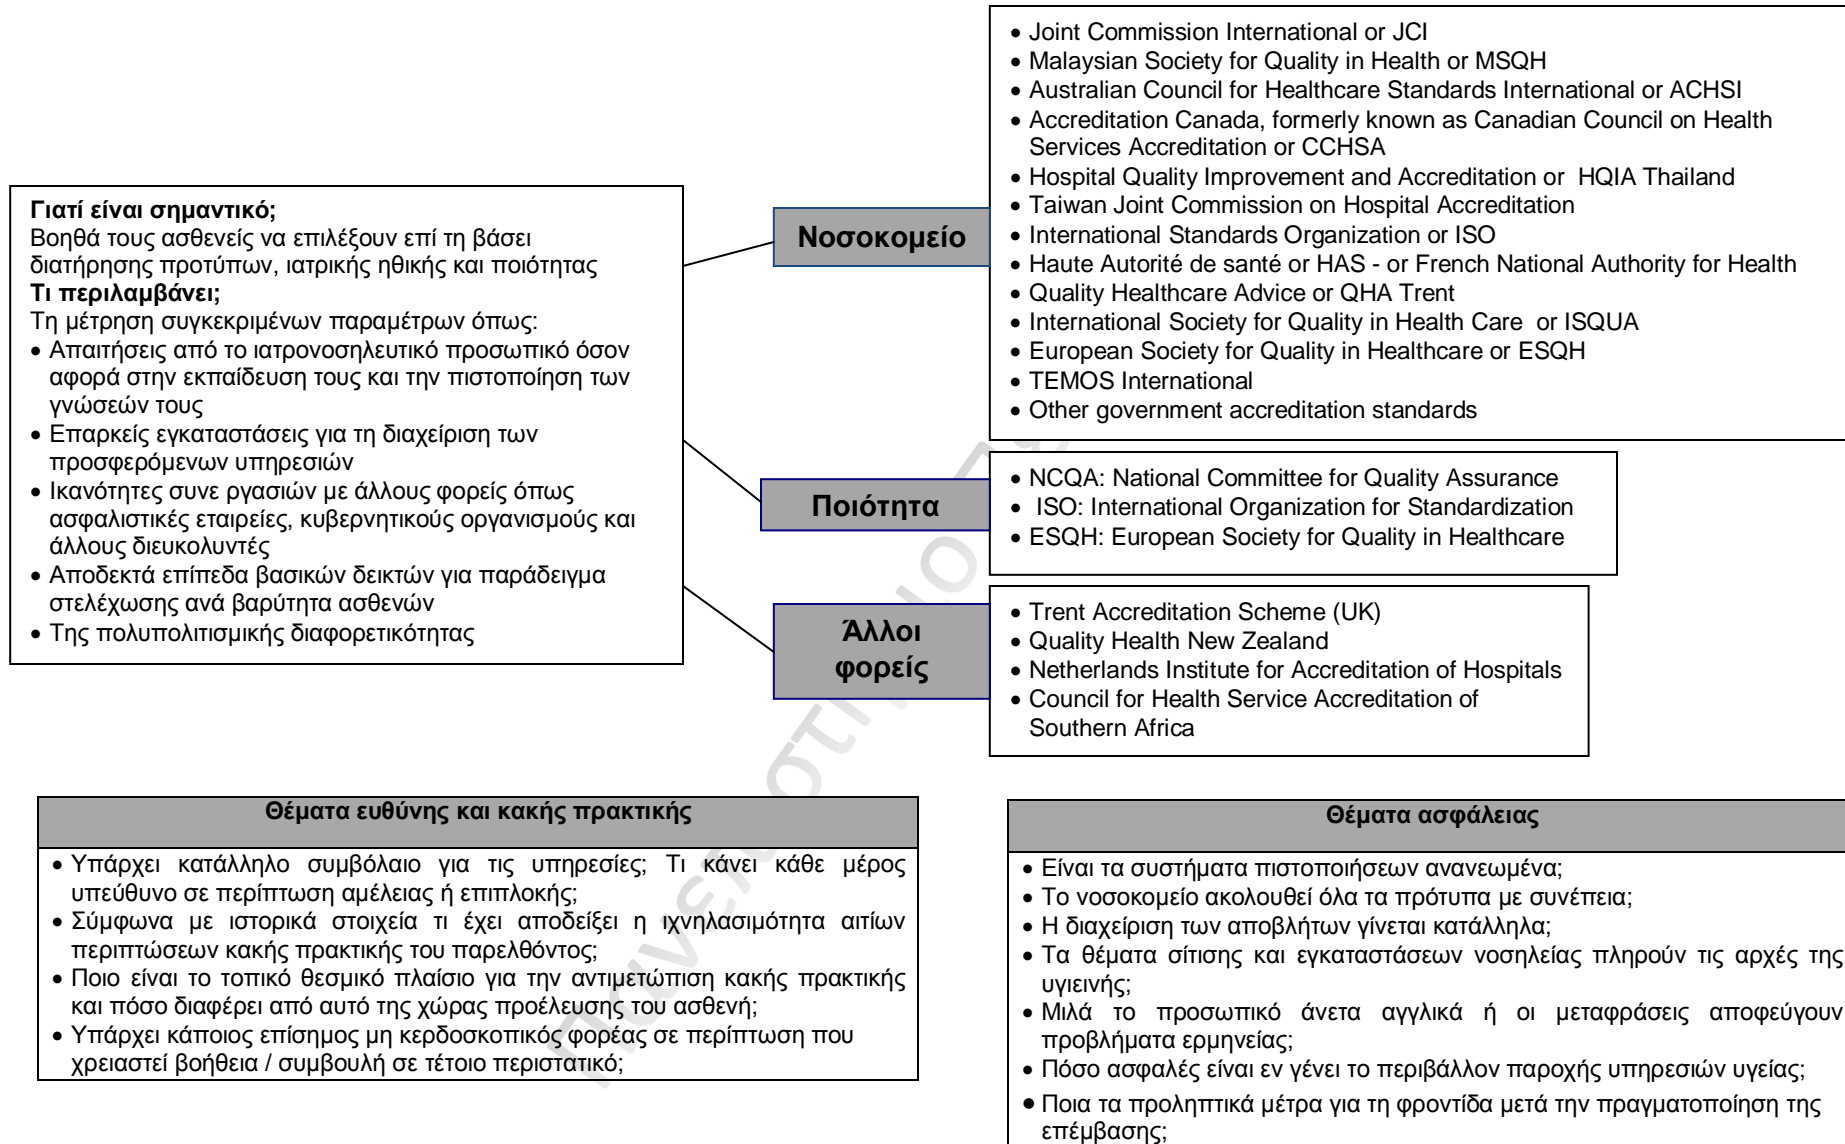 Γιατί είναι σημαντικό;
Βοηθά τους ασθενείς να επιλέξουν επί τη βάσει
διατήρησης προτύπων, ιατρικής ηθικής και ποιότητας
Τι περιλαμβάνει;
Τη μέτρηση συγκεκριμένων παραμέτρων όπως:
• Απαιτήσεις από το ιατρονοσηλευτικό προσωπικό όσον
αφορά στην εκπαίδευση τους και την πιστοποίηση των
γνώσεών τους
• Επαρκείς εγκαταστάσεις για τη διαχείριση των
προσφερόμενων υπηρεσιών
• Ικανότητες συνε ργασιών με άλλους φορείς όπως
ασφαλιστικές εταιρείες, κυβερνητικούς οργανισμούς και
άλλους διευκολυντές
• Αποδεκτά επίπεδα βασικών δεικτών για παράδειγμα
στελέχωσης ανά βαρύτητα ασθενών
• Της πολυπολιτισμικής διαφορετικότητας
Νοσοκομείο
• Joint Commission International or JCI
• Malaysian Society for Quality in Health or MSQH
• Australian Council for Healthcare Standards International or ACHSI
• Accreditation Canada, formerly known as Canadian Council on Health
Services Accreditation or CCHSA
• Hospital Quality Improvement and Accreditation or HQIA Thailand
• Taiwan Joint Commission on Hospital Accreditation
• International Standards Organization or ISO
• Haute Autorité de santé or HAS - or French National Authority for Health
• Quality Healthcare Advice or QHA Trent
• International Society for Quality in Health Care or ISQUA
• European Society for Quality in Healthcare or ESQH
• TEMOS International
• Other government accreditation standards
Ποιότητα
• NCQA: National Committee for Quality Assurance
• ISO: International Organization for Standardization
• ESQH: European Society for Quality in Healthcare
Άλλοι
φορείς
• Trent Accreditation Scheme (UK)
• Quality Health New Zealand
• Netherlands Institute for Accreditation of Hospitals
• Council for Health Service Accreditation of
Southern Africa
Θέματα ευθύνης και κακής πρακτικής
• Υπάρχει κατάλληλο συμβόλαιο για τις υπηρεσίες; Τι κάνει κάθε μέρος
υπεύθυνο σε περίπτωση αμέλειας ή επιπλοκής;
• Σύμφωνα με ιστορικά στοιχεία τι έχει αποδείξει η ιχνηλασιμότητα αιτίων
περιπτώσεων κακής πρακτικής του παρελθόντος;
• Ποιο είναι το τοπικό θεσμικό πλαίσιο για την αντιμετώπιση κακής πρακτικής
και πόσο διαφέρει από αυτό της χώρας προέλευσης του ασθενή;
• Υπάρχει κάποιος επίσημος μη κερδοσκοπικός φορέας σε περίπτωση που
χρειαστεί βοήθεια / συμβουλή σε τέτοιο περιστατικό;
Θέματα ασφάλειας
• Είναι τα συστήματα πιστοποιήσεων ανανεωμένα;
• Το νοσοκομείο ακολουθεί όλα τα πρότυπα με συνέπεια;
• Η διαχείριση των αποβλήτων γίνεται κατάλληλα;
• Τα θέματα σίτισης και εγκαταστάσεων νοσηλείας πληρούν τις αρχές της
υγιεινής;
• Μιλά το προσωπικό άνετα αγγλικά ή οι μεταφράσεις αποφεύγουν
προβλήματα ερμηνείας;
• Πόσο ασφαλές είναι εν γένει το περιβάλλον παροχής υπηρεσιών υγείας;
• Ποια τα προληπτικά μέτρα για τη φροντίδα μετά την πραγματοποίηση της
επέμβασης;